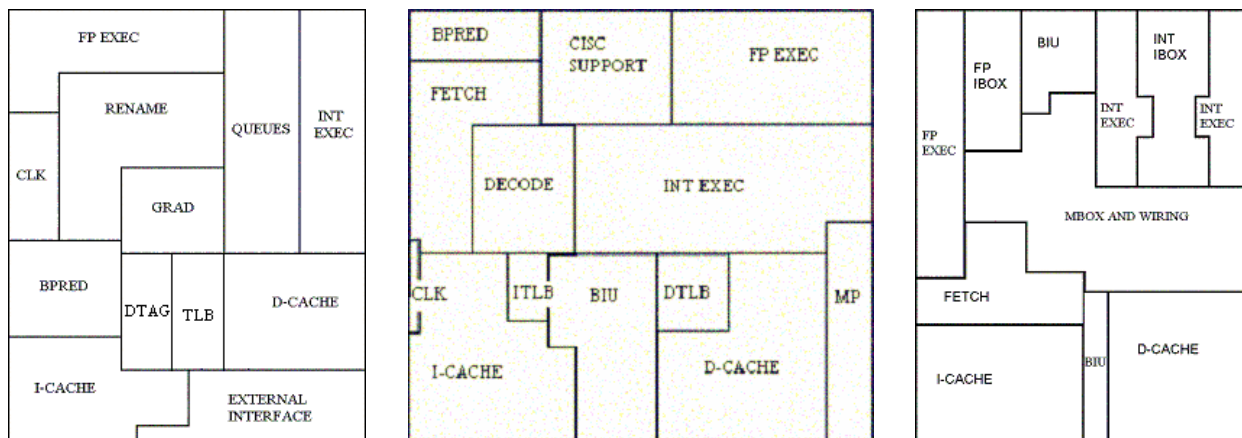 FP EXEC
RENAME
QUEUES
INT
EXEC
CLK
GRAD
BPRED
DTAG
TLB
D-CACHE
I-CACHE
EXTERNAL
INTERFACE
BPRED
CISC
SUPPORT
FP EXEC
FETCH
DECODE
INT EXEC
CLK
ITLB
BIU
DTLB
MP
I-CACHE
D-CACHE
FP
IBOX
BIU
INT
IBOX
INT
EXEC
INT
EXEC
FP
EXEC
MBOX AND WIRING
FETCH
I-CACHE
BIU
D-CACHE